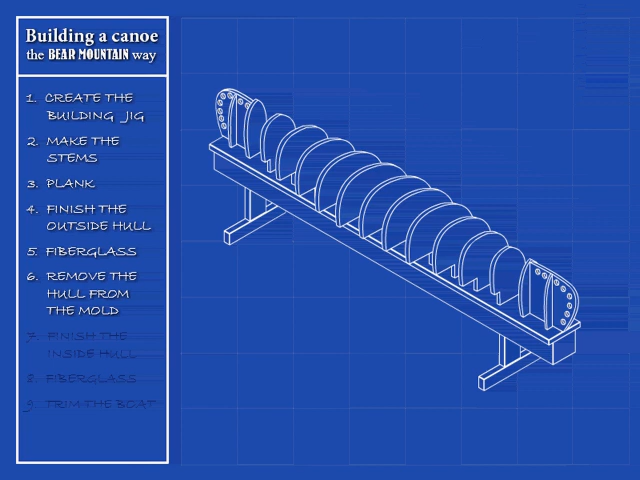 Building a canoe
the BEAR MOUNTAIN way
1. CREATE THE
BUILDING JIG
2. MAKE THE
STEMS
3. PLANK
4. FINISH THE
OUTSIDE HULL
5. FIBERGLASS
6. REMOVE THE
HULL FROM
THE MOLD
7. FINISH THE
INSIDE HULL
8. FIBERGLASS
9. TRIM THE BOAT